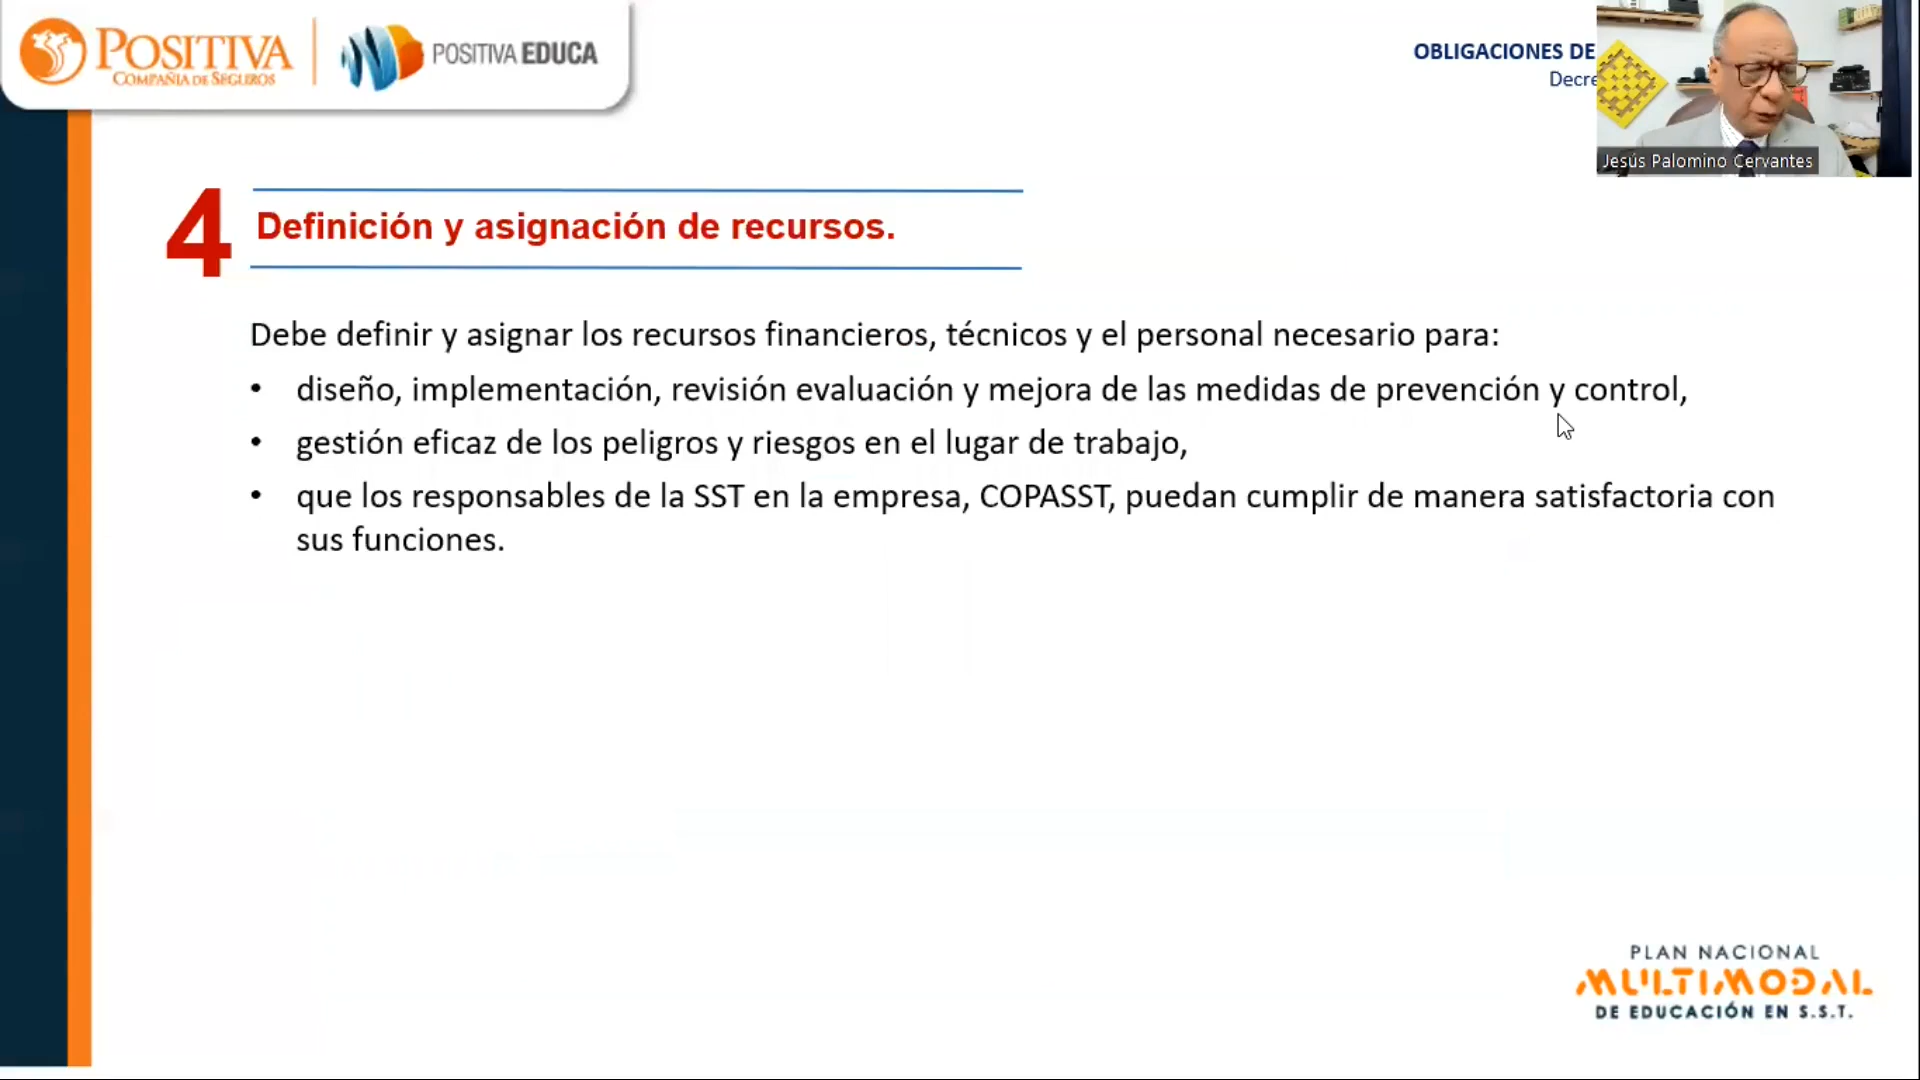 POSITIVA
COMPAÑIA DE SEGUROS
POSITIVA EDUCA
OBLIGACIONES DE
Decre
Jesús Palomino Cervantes
4
Definición y asignación de recursos.
Debe definir y asignar los recursos financieros, técnicos y el personal necesario para:
• diseño, implementación, revisión evaluación y mejora de las medidas de prevención y control,
• gestión eficaz de los peligros y riesgos en el lugar de trabajo,
• que los responsables de la SST en la empresa, COPASST, puedan cumplir de manera satisfactoria con
sus funciones.
PLAN NACIONAL
MULTIMODAL
DE EDUCACIÓN EN S.S.T.